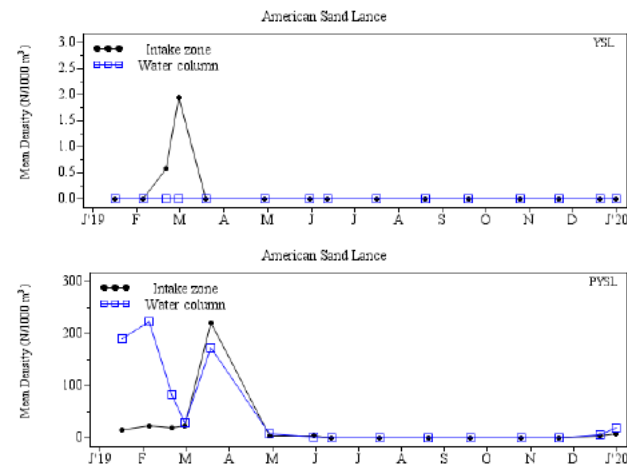 American Sand Lance
YSL
Intake zone
Water column
Mean Density (N/1000 m³)
3.0
2.5
2.0
1.5
1.0
0.5
0.0
J'19 F M A M J J A S O N D J'20
American Sand Lance
PYSL
Intake zone
Water column
Mean Density (N/1000 m³)
300
200
100
0
J'19 F M A M J J A S O N D J'20